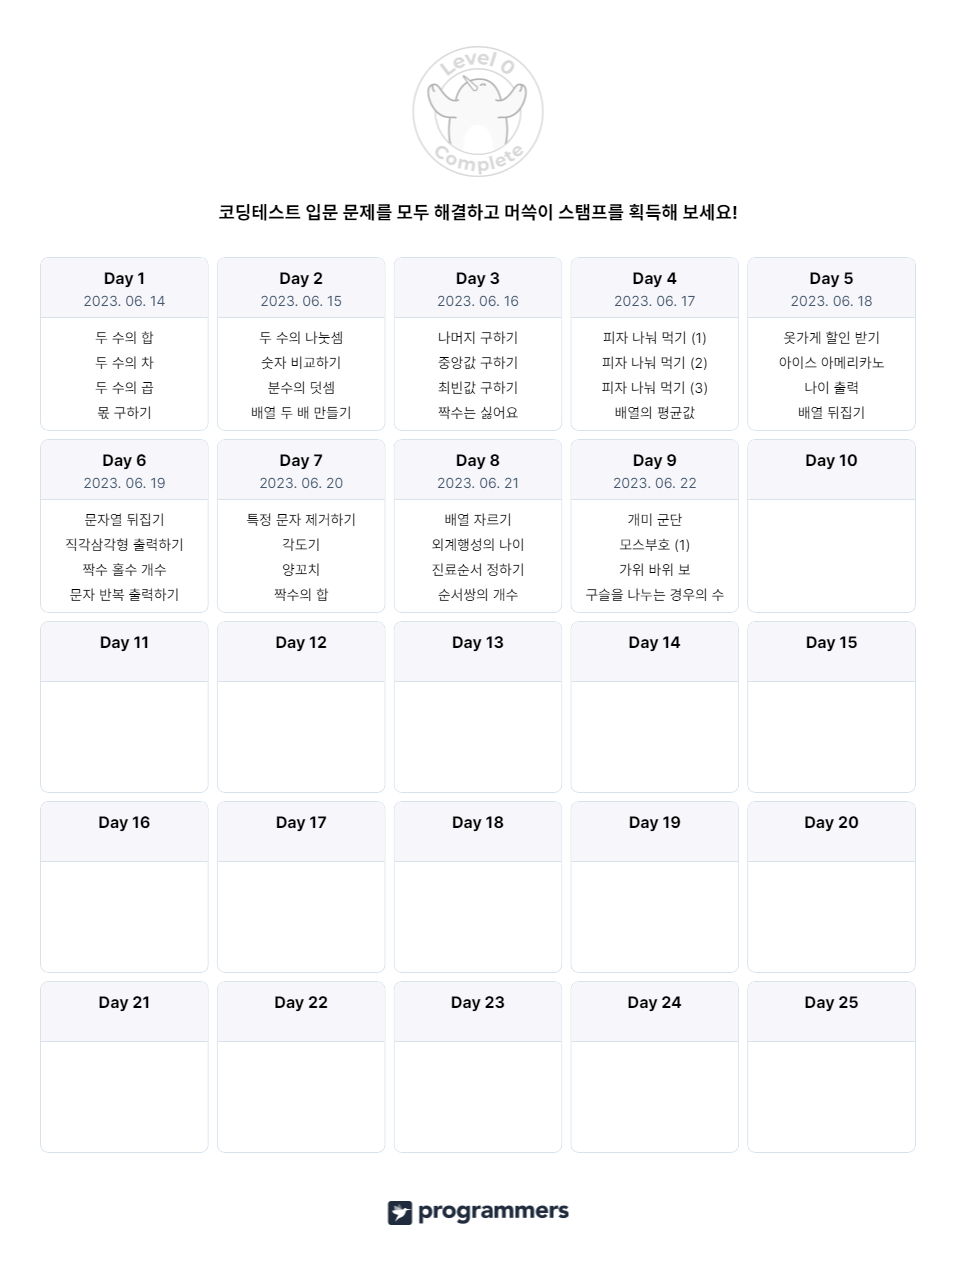 Level 0
Complete
코딩테스트 입문 문제를 모두 해결하고 머쓱이 스탬프를 획득해 보세요!
Day 1
2023. 06. 14
두 수의 합
두 수의 차
두 수의 곱
몫 구하기
Day 2
2023. 06. 15
두 수의 나눗셈
숫자 비교하기
분수의 덧셈
배열 두 배 만들기
Day 3
2023. 06. 16
나머지 구하기
중앙값 구하기
최빈값 구하기
짝수는 싫어요
Day 4
2023. 06. 17
피자 나눠 먹기 (1)
피자 나눠 먹기 (2)
피자 나눠 먹기 (3)
배열의 평균값
Day 5
2023. 06. 18
옷가게 할인 받기
아이스 아메리카노
나이 출력
배열 뒤집기
Day 6
2023. 06. 19
문자열 뒤집기
직각삼각형 출력하기
짝수 홀수 개수
문자 반복 출력하기
Day 7
2023. 06. 20
특정 문자 제거하기
각도기
양꼬치
짝수의 합
Day 8
2023. 06. 21
배열 자르기
외계행성의 나이
진료순서 정하기
순서쌍의 개수
Day 9
2023. 06. 22
개미 군단
모스부호 (1)
가위 바위 보
구슬을 나누는 경우의 수
Day 10
Day 11
Day 12
Day 13
Day 14
Day 15
Day 16
Day 17
Day 18
Day 19
Day 20
Day 21
Day 22
Day 23
Day 24
Day 25
programmers